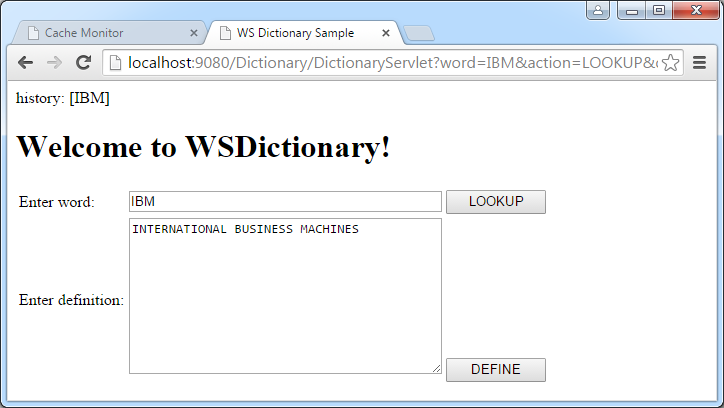 Cache Monitor
WS Dictionary Sample
localhost:9080/Dictionary/DictionaryServlet?word=IBM&action=LOOKUP&
history: [IBM]
Welcome to WSDictionary!
Enter word:
IBM
LOOKUP
INTERNATIONAL BUSINESS MACHINES
Enter definition:
DEFINE